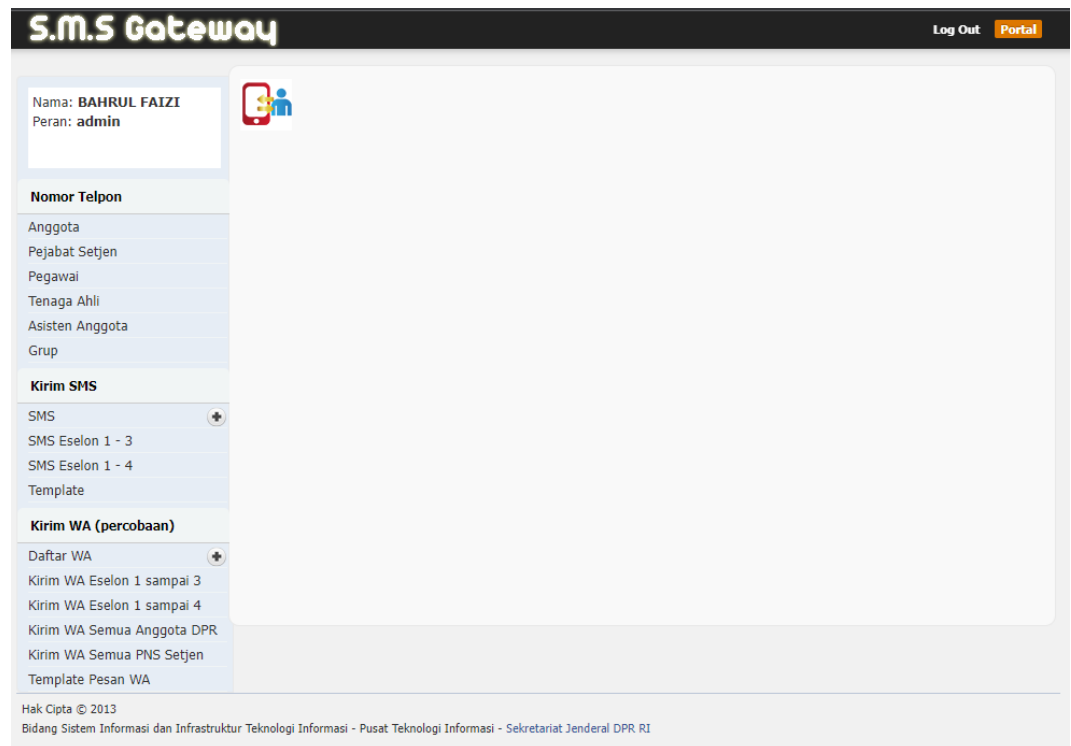 S.M.S Gateway
Log Out Portal
Nama: BAHRUL FAIZI
Peran: admin
Nomor Telpon
Anggota
Pejabat Setjen
Pegawai
Tenaga Ahli
Asisten Anggota
Grup
Kirim SMS
SMS
SMS Eselon 1 - 3
SMS Eselon 1 - 4
Template
Kirim WA (percobaan)
Daftar WA
Kirim WA Eselon 1 sampai 3
Kirim WA Eselon 1 sampai 4
Kirim WA Semua Anggota DPR
Kirim WA Semua PNS Setjen
Template Pesan WA
Hak Cipta © 2013
Bidang Sistem Informasi dan Infrastruktur Teknologi Informasi - Pusat Teknologi Informasi - Sekretariat Jenderal DPR RI